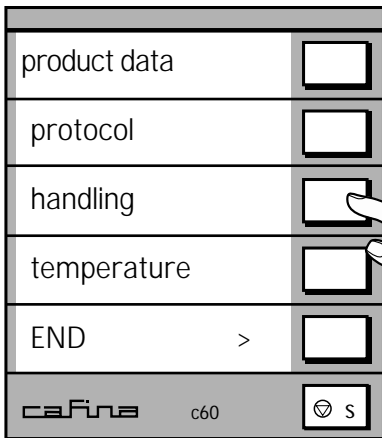 product data
protocol
handling
temperature
END >
cafina c60 S